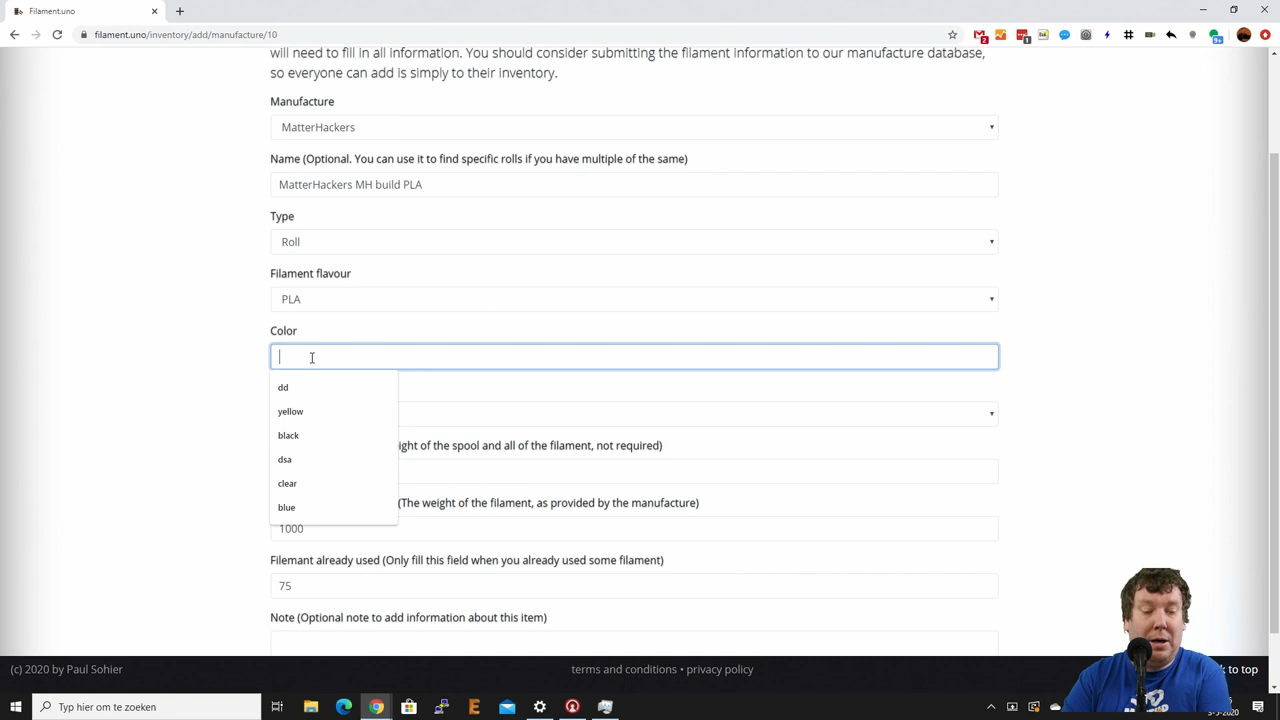 Filament.uno
filament.uno/inventory/add/manufacture/10
will need to fill in all information. You should consider submitting the filament information to our manufacture database,
so everyone can add is simply to their inventory.
Manufacture
MatterHackers
Name (Optional. You can use it to find specific rolls if you have multiple of the same)
MatterHackers MH build PLA
Type
Roll
Filament flavour
PLA
Color
dd
yellow
black
dsa
clear
blue
ight of the spool and all of the filament, not required)
(The weight of the filament, as provided by the manufacture)
1000
Filemant already used (Only fill this field when you already used some filament)
75
Note (Optional note to add information about this item)
(c) 2020 by Paul Sohier
terms and conditions • privacy policy
k to top
Typ hier om te zoeken
3-5-2020